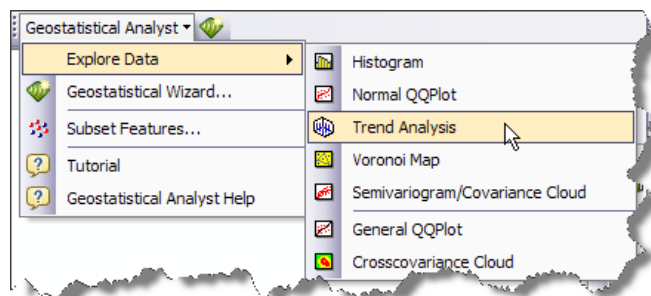 Geostatistical Analyst
Explore Data
Geostatistical Wizard...
Subset Features...
Tutorial
Geostatistical Analyst Help
Histogram
Normal QQPlot
Trend Analysis
Voronoi Map
Semivariogram/Covariance Cloud
General QQPlot
Crosscovariance Cloud